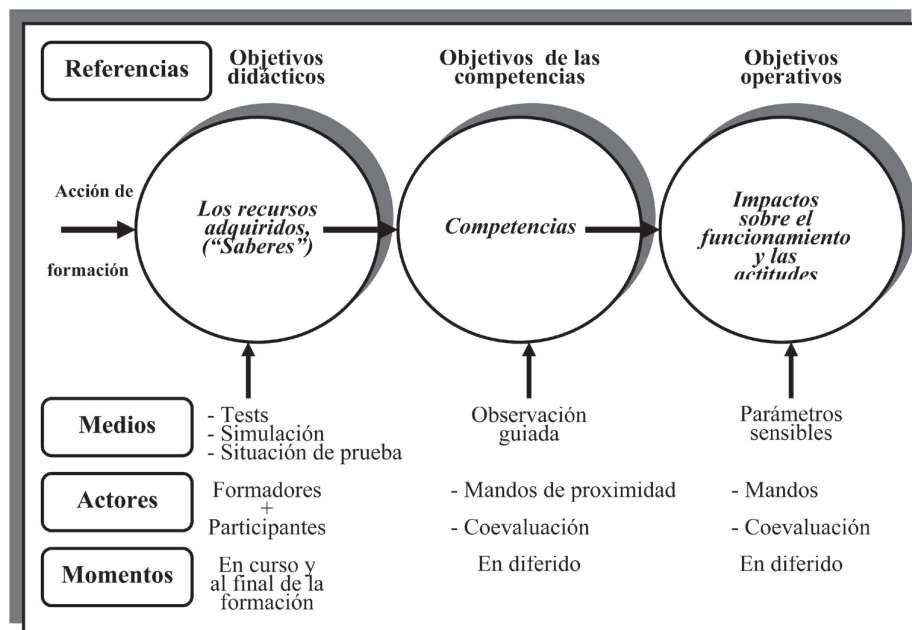 Referencias
Objetivos
didácticos
Objetivos de las
competencias
Objetivos
operativos
Acción de
formación
Los recursos
adquiridos,
("Saberes")
Competencias
Impactos
sobre el
funcionamiento
y las
actitudes
Medios
- Tests
- Simulación
- Situación de prueba
Observación
guiada
Parámetros
sensibles
Actores
Formadores
+
Participantes
- Mandos de proximidad
- Coevaluación
- Mandos
- Coevaluación
Momentos
En curso y
al final de la
formación
En diferido
En diferido